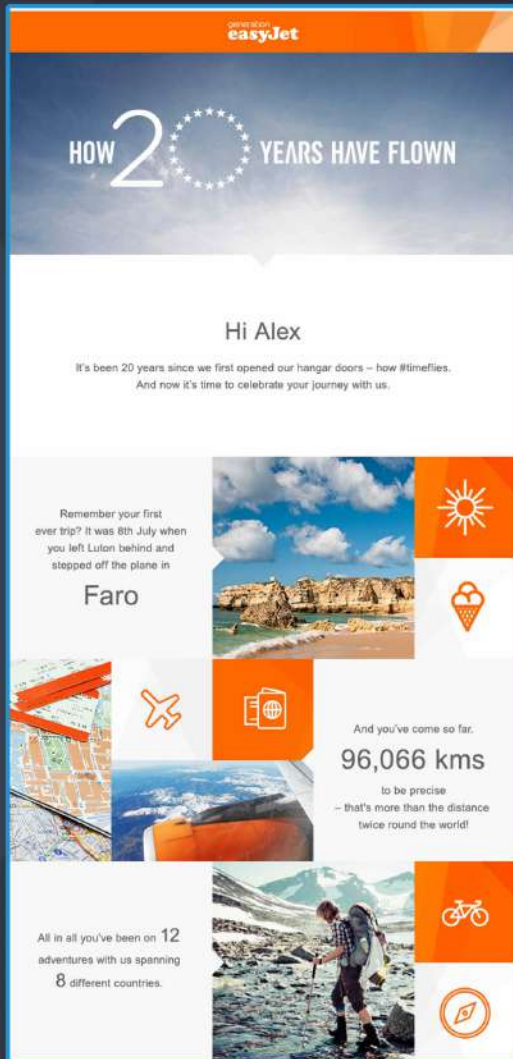 generation
easyJet
HOW 20 YEARS HAVE FLOWN
Hi Alex
It's been 20 years since we first opened our hangar doors – how #timeflies.
And now it's time to celebrate your journey with us.
Remember your first
ever trip? It was 8th July when
you left Luton behind and
stepped off the plane in
Faro
And you've come so far.
96,066 kms
to be precise
– that's more than the distance
twice round the world!
All in all you've been on 12
adventures with us spanning
8 different countries.